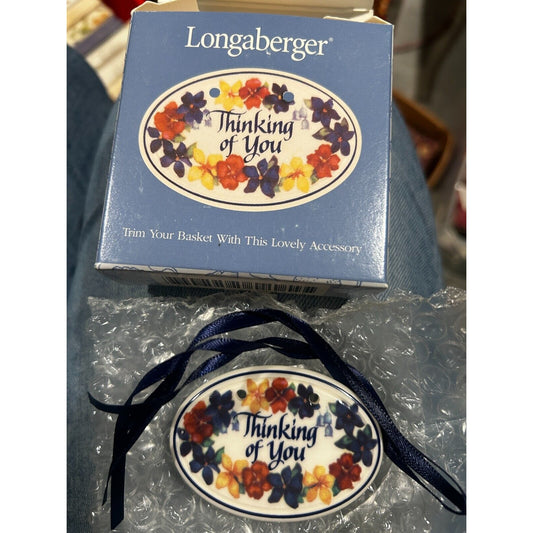 Longaberger®
Thinking
of You
Trim Your Basket With This Lovely Accessory
Thinking
of You